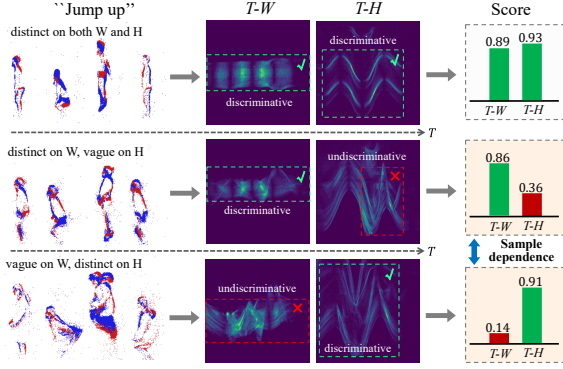 ``Jump up''
T-W
T-H
Score
distinct on both W and H
discriminative
discriminative
0.89
0.93
T-W
T-H
T
distinct on W, vague on H
discriminative
undiscriminative
0.86
0.36
T-W
T-H
T
Sample
dependence
vague on W, distinct on H
undiscriminative
discriminative
0.14
0.91
T-W
T-H